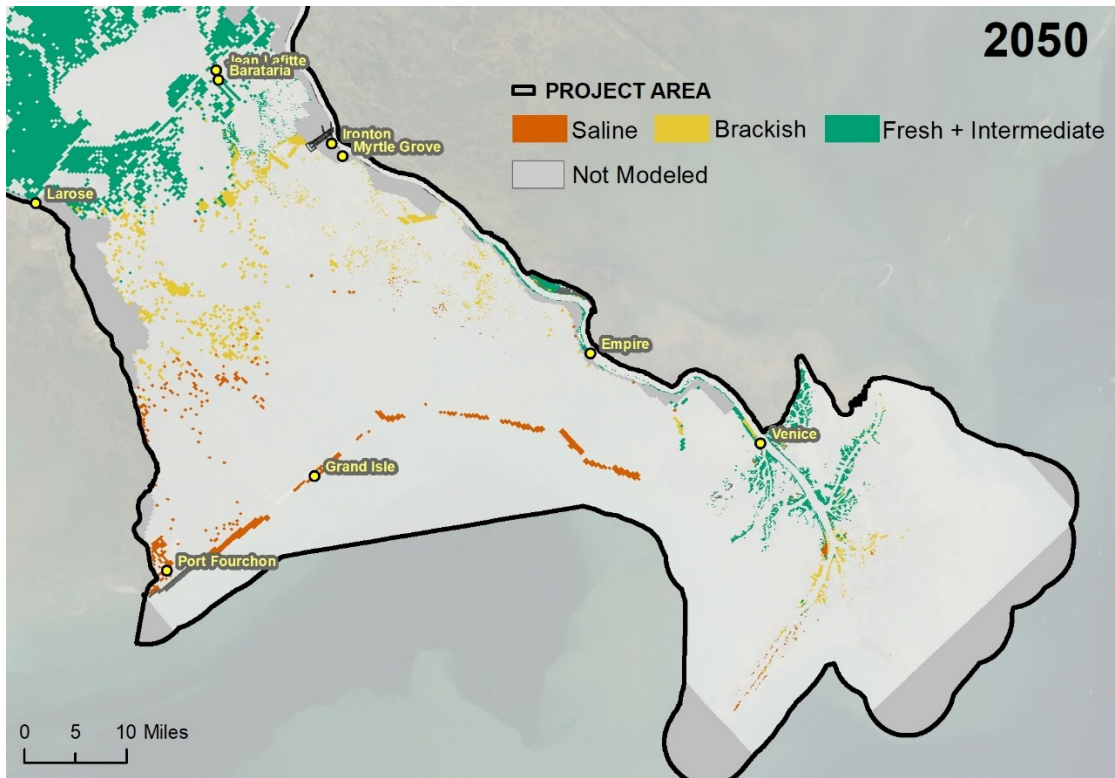 2050
PROJECT AREA
Saline
Brackish
Fresh + Intermediate
Not Modeled
Jean Lafitte
Barataria
Ironton
Myrtle Grove
Larose
Empire
Venice
Grand Isle
Port Fourchon
0 5 10 Miles